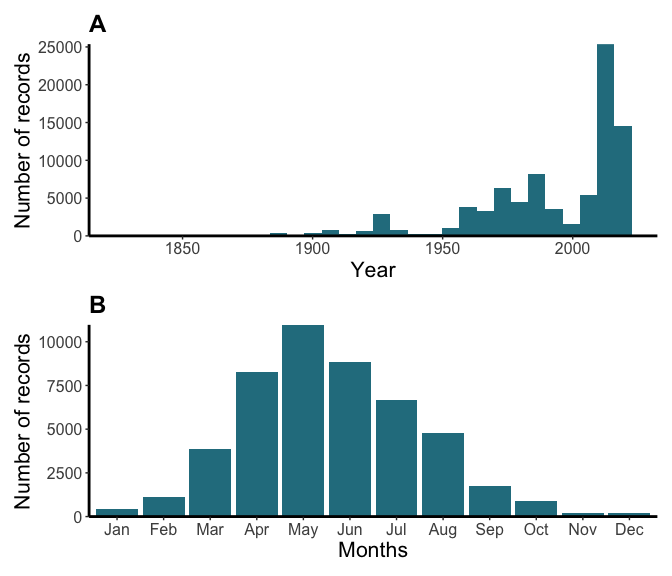 A
Number of records
25000
20000
15000
10000
5000
0
1850 1900 1950 2000
Year
B
Number of records
10000
7500
5000
2500
0
Jan Feb Mar Apr May Jun Jul Aug Sep Oct Nov Dec
Months